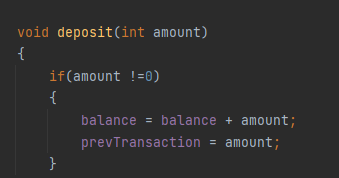 void deposit(int amount)
{
    if(amount !=0)
    {
        balance = balance + amount;
        prevTransaction = amount;
    }